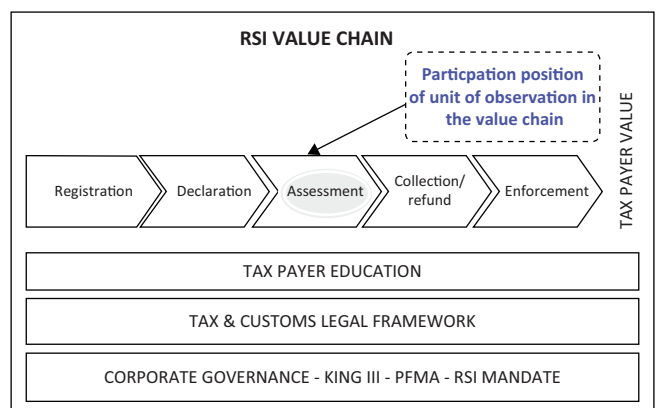 RSI VALUE CHAIN
Particpation position
of unit of observation in
the value chain
TAX PAYER VALUE
Registration
Declaration
Assessment
Collection/
refund
Enforcement
TAX PAYER EDUCATION
TAX & CUSTOMS LEGAL FRAMEWORK
CORPORATE GOVERNANCE - KING III - PFMA - RSI MANDATE